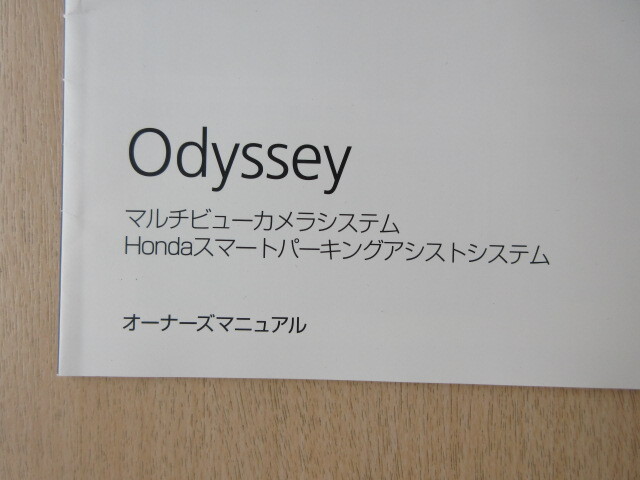 Odyssey
マルチビューカメラシステム
Hondaスマートパーキングアシストシステム
オーナーズマニュアル